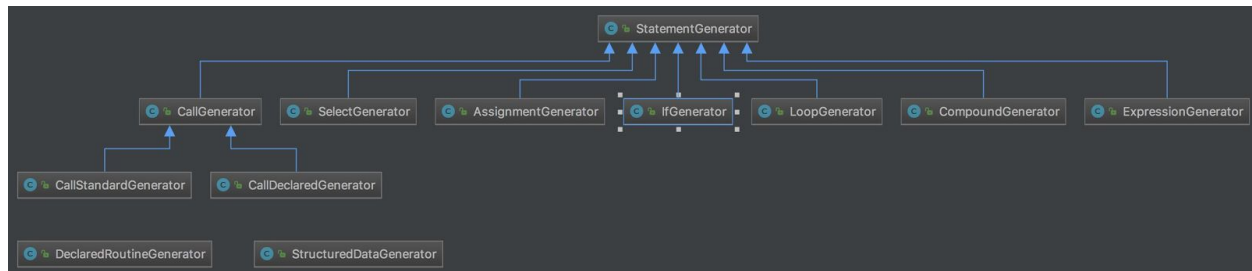 StatementGenerator
CallGenerator SelectGenerator AssignmentGenerator IfGenerator LoopGenerator CompoundGenerator ExpressionGenerator
CallStandardGenerator CallDeclaredGenerator
DeclaredRoutineGenerator StructuredDataGenerator